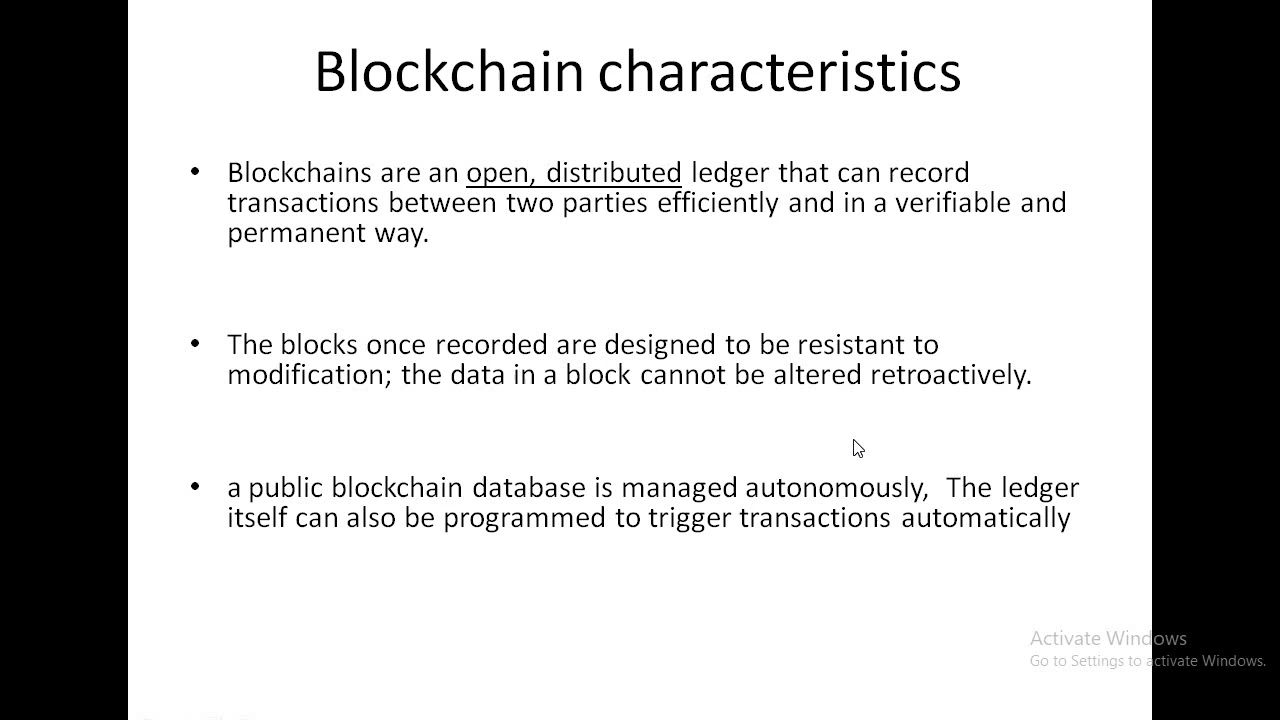 Blockchain characteristics
• Blockchains are an open, distributed ledger that can record
transactions between two parties efficiently and in a verifiable and
permanent way.
• The blocks once recorded are designed to be resistant to
modification; the data in a block cannot be altered retroactively.
• a public blockchain database is managed autonomously,  The ledger
itself can also be programmed to trigger transactions automatically
Activate Windows
Go to Settings to activate Windows.